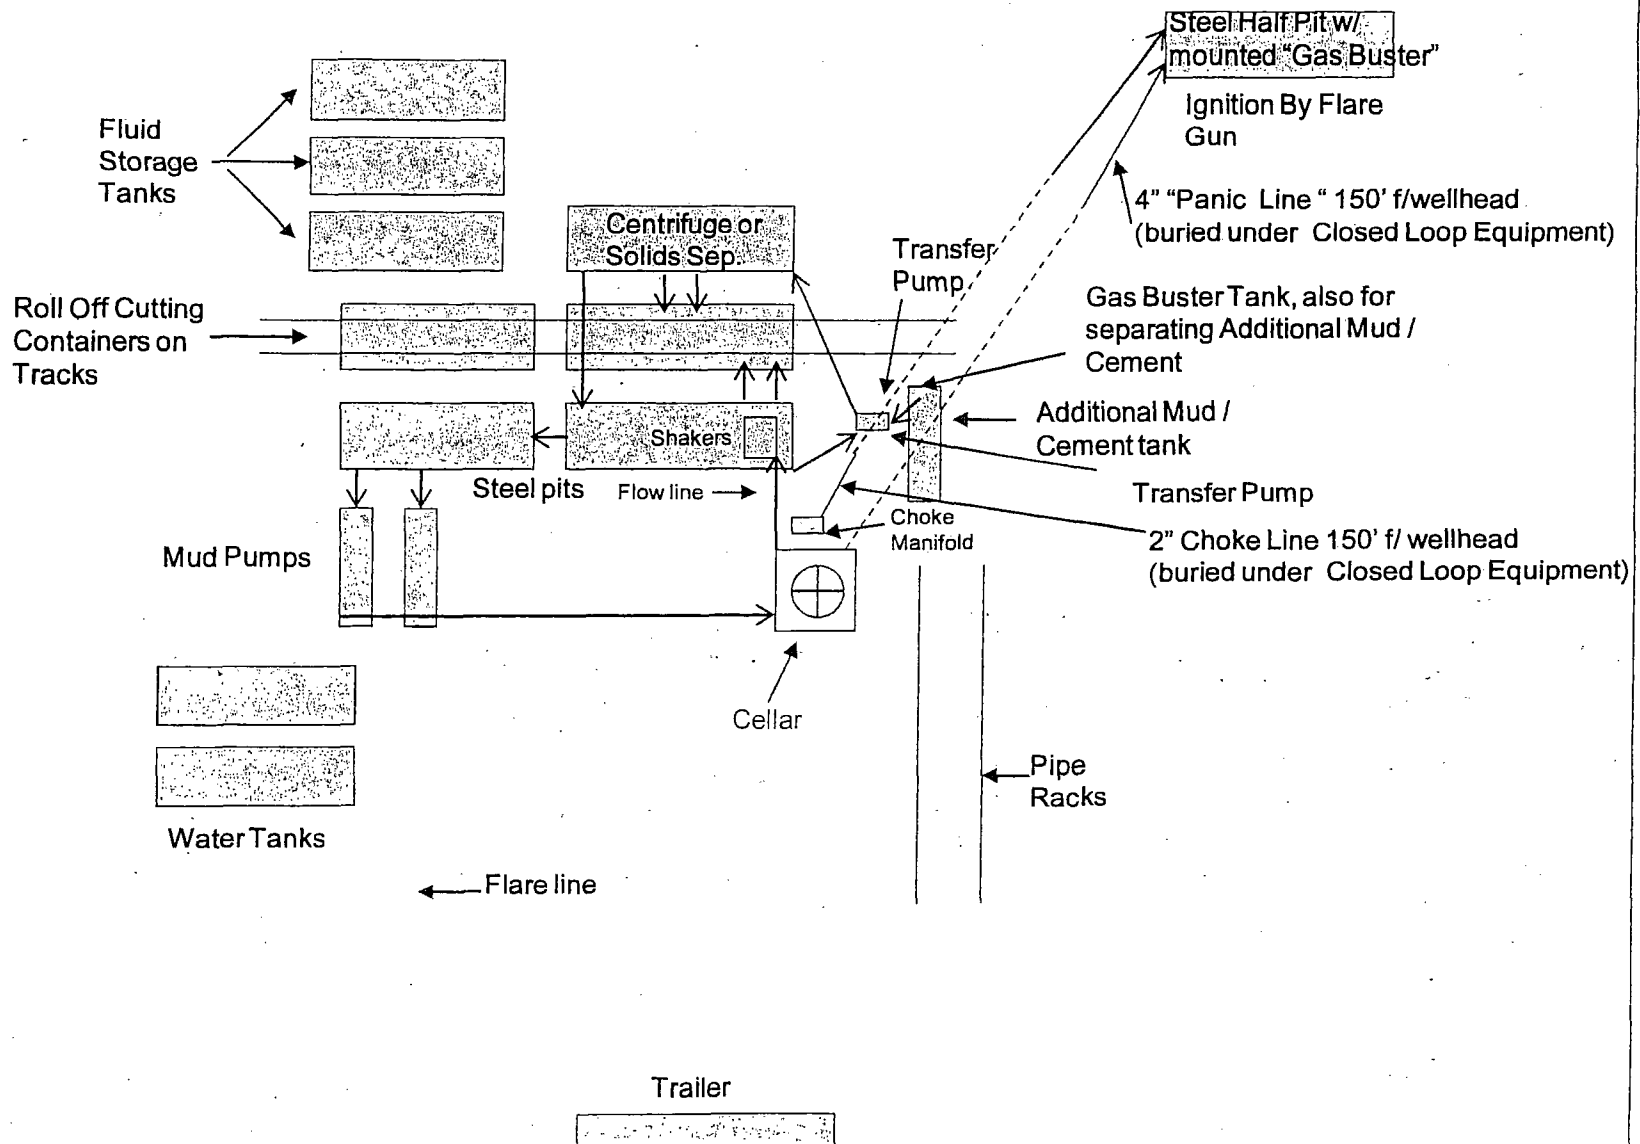 Steel Half Pit w/
mounted "Gas Buster"
Ignition By Flare
Gun
Fluid
Storage
Tanks
4" "Panic Line " 150' f/wellhead
(buried under Closed Loop Equipment)
Centrifuge or
Solids Sep.
Transfer
Pump
Gas Buster Tank, also for
separating Additional Mud /
Cement
Roll Off Cutting
Containers on
Tracks
Additional Mud /
Cement tank
Shakers
Steel pits
Flow line
Transfer Pump
Choke
Manifold
2" Choke Line 150' f/ wellhead
(buried under Closed Loop Equipment)
Mud Pumps
Cellar
Pipe
Racks
Water Tanks
Flare line
Trailer